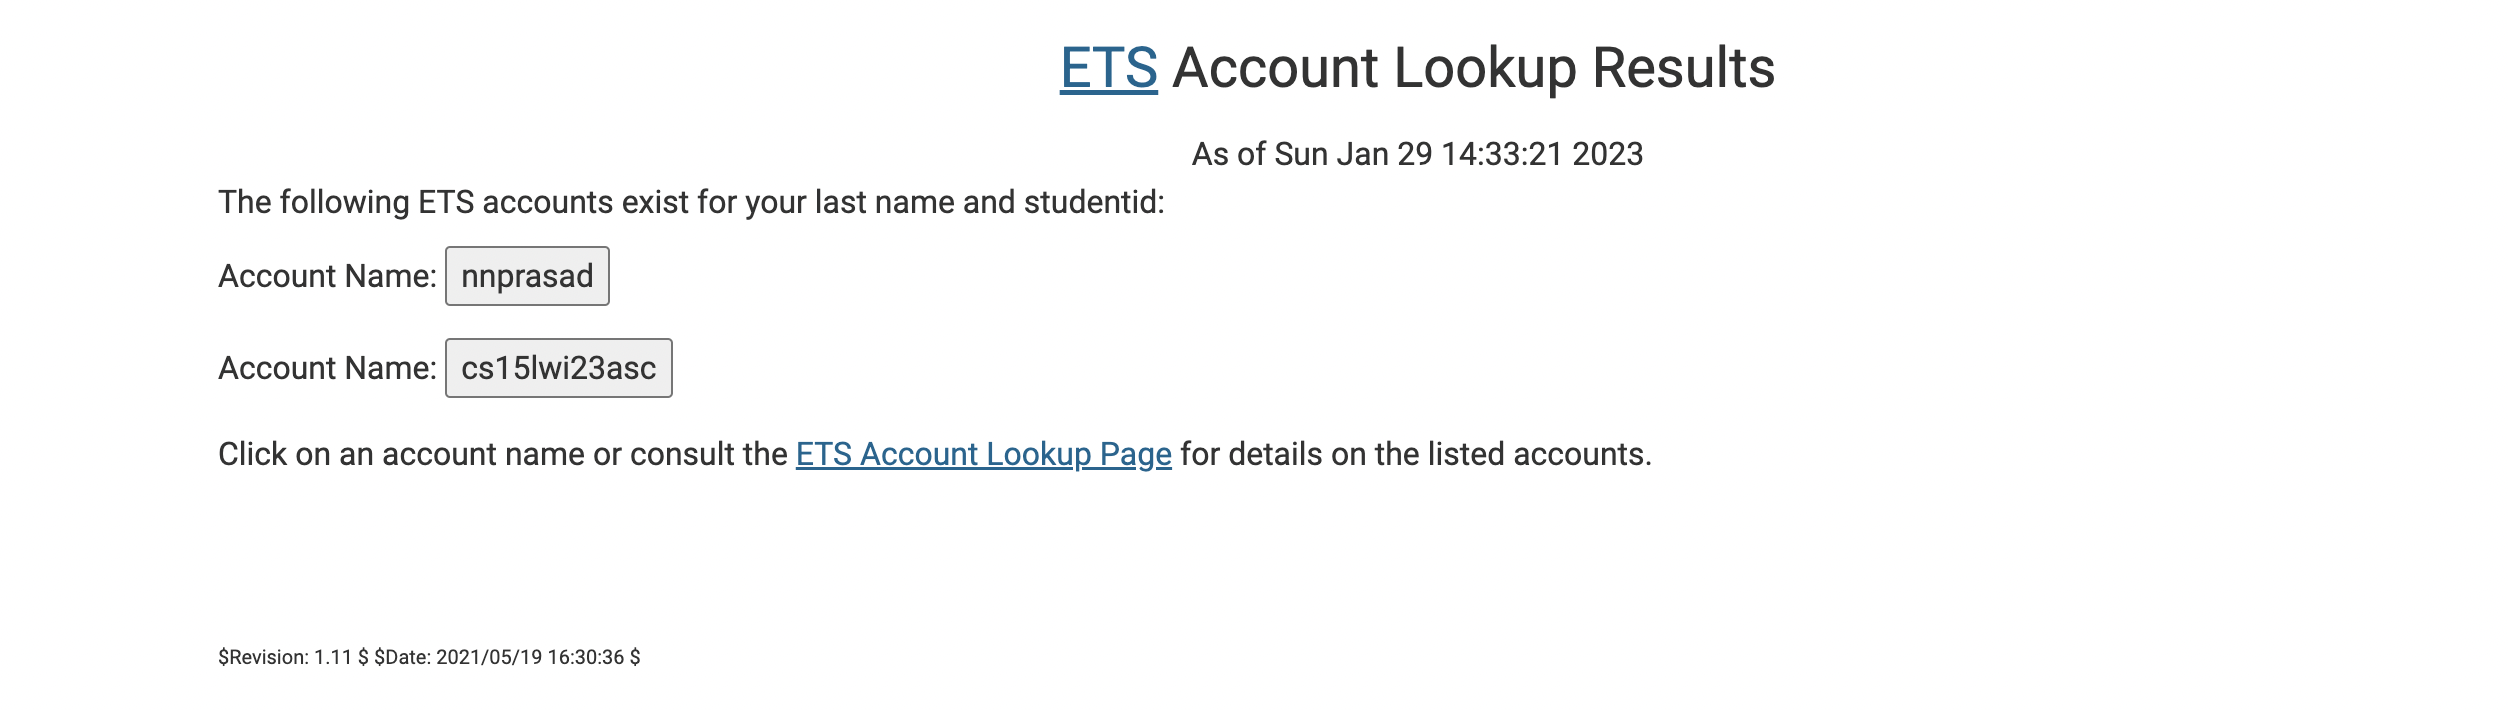 ETS Account Lookup Results
As of Sun Jan 29 14:33:21 2023
The following ETS accounts exist for your last name and studentid:
Account Name: nnprasad
Account Name: cs15lwi23asc
Click on an account name or consult the ETS Account Lookup Page for details on the listed accounts.
$Revision: 1.11 $ $Date: 2021/05/19 16:30:36 $